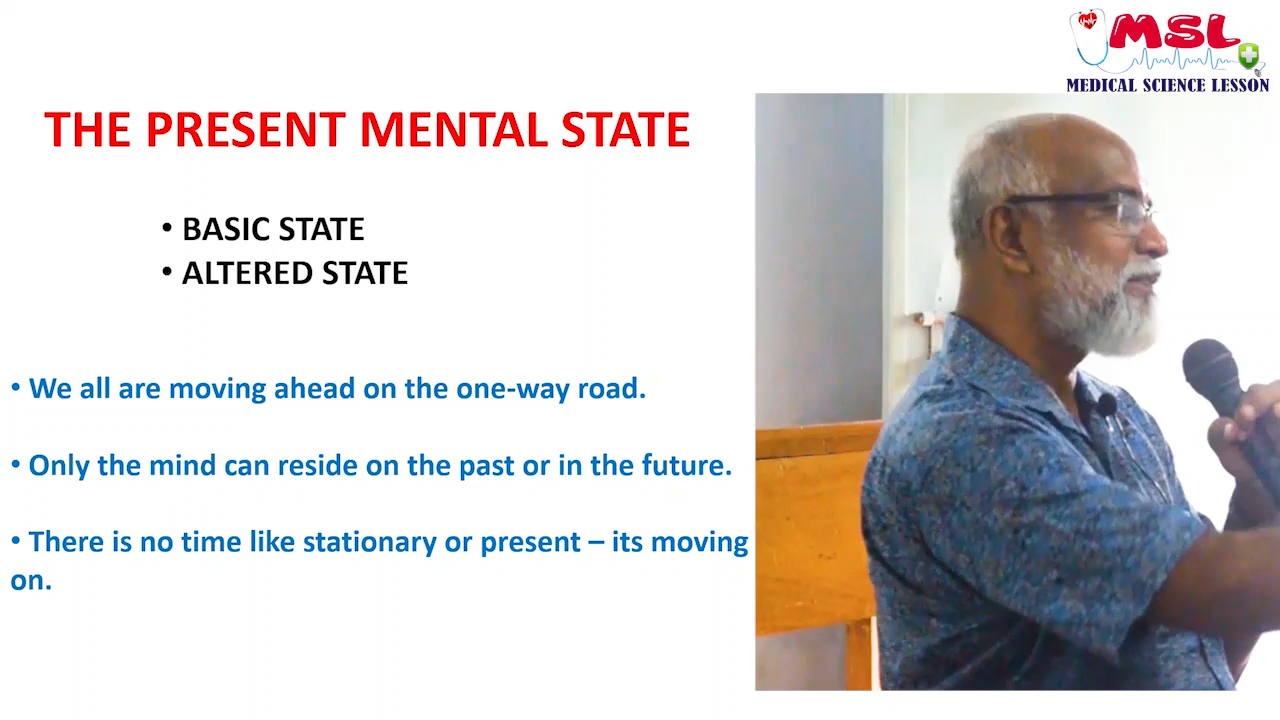 MSL
MEDICAL SCIENCE LESSON
THE PRESENT MENTAL STATE
• BASIC STATE
• ALTERED STATE
• We all are moving ahead on the one-way road.
• Only the mind can reside on the past or in the future.
• There is no time like stationary or present – its moving
on.